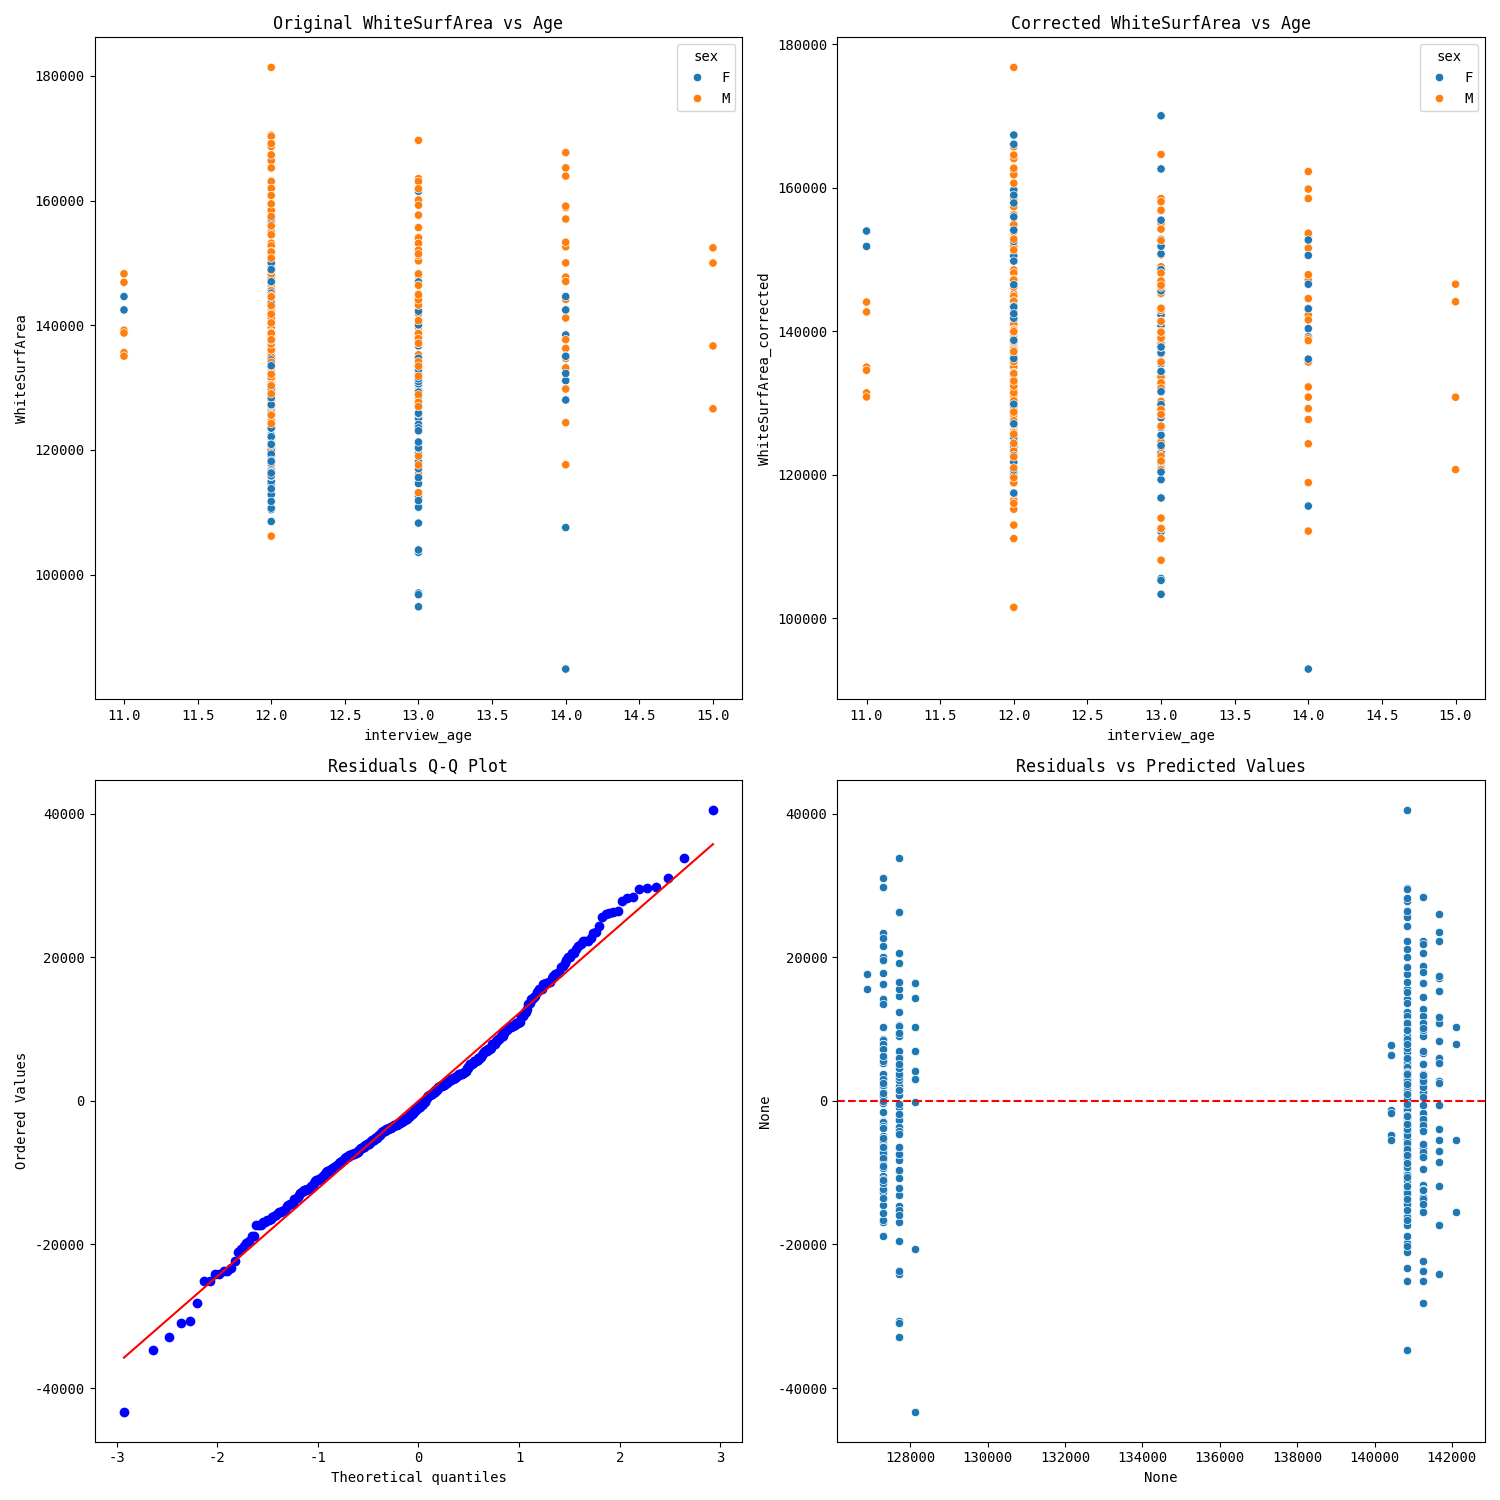 Original WhiteSurfArea vs Age
sex
F
M
180000
160000
140000
120000
100000
WhiteSurfArea
11.0 11.5 12.0 12.5 13.0 13.5 14.0 14.5 15.0
interview_age
Corrected WhiteSurfArea vs Age
sex
F
M
180000
160000
140000
120000
100000
WhiteSurfArea_corrected
11.0 11.5 12.0 12.5 13.0 13.5 14.0 14.5 15.0
interview_age
Residuals Q-Q Plot
40000
20000
0
-20000
-40000
Ordered Values
-3 -2 -1 0 1 2 3
Theoretical quantiles
Residuals vs Predicted Values
40000
20000
0
-20000
-40000
None
128000 130000 132000 134000 136000 138000 140000 142000
None